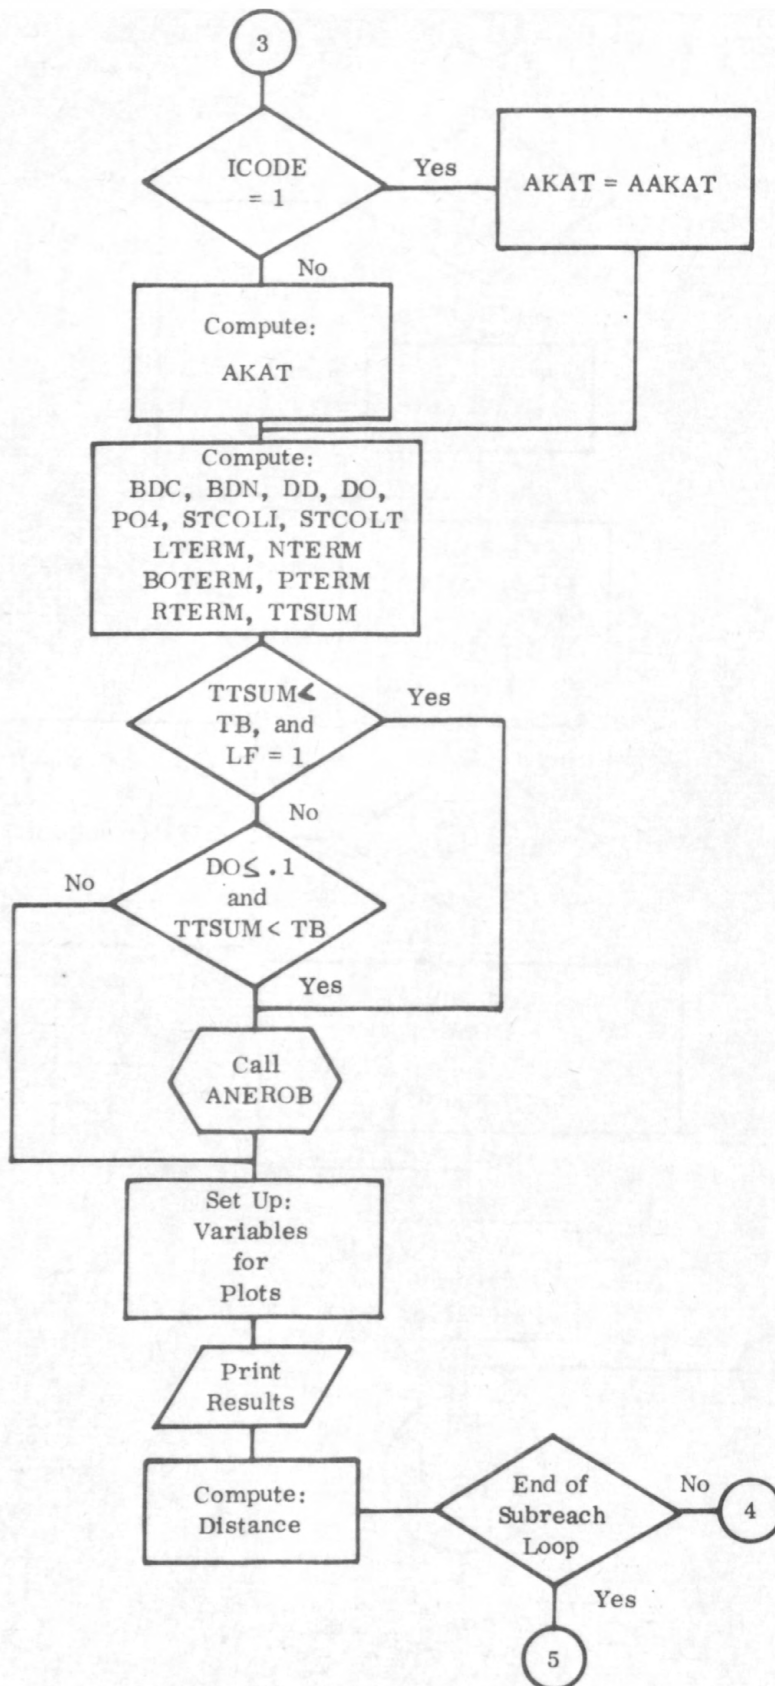 3
ICODE
= 1
Yes
AKAT = AAKAT
No
Compute:
AKAT
Compute:
BDC, BDN, DD, DO,
PO4, STCOLI, STCOLT
LTERM, NTERM
BOTERM, PTERM
RTERM, TTSUM
TTSUM<
TB, and
LF = 1
Yes
No
DO≤ .1
and
TTSUM< TB
No
Yes
Call
ANEROB
Set Up:
Variables
for
Plots
Print
Results
Compute:
Distance
End of
Subreach
Loop
No
4
Yes
5